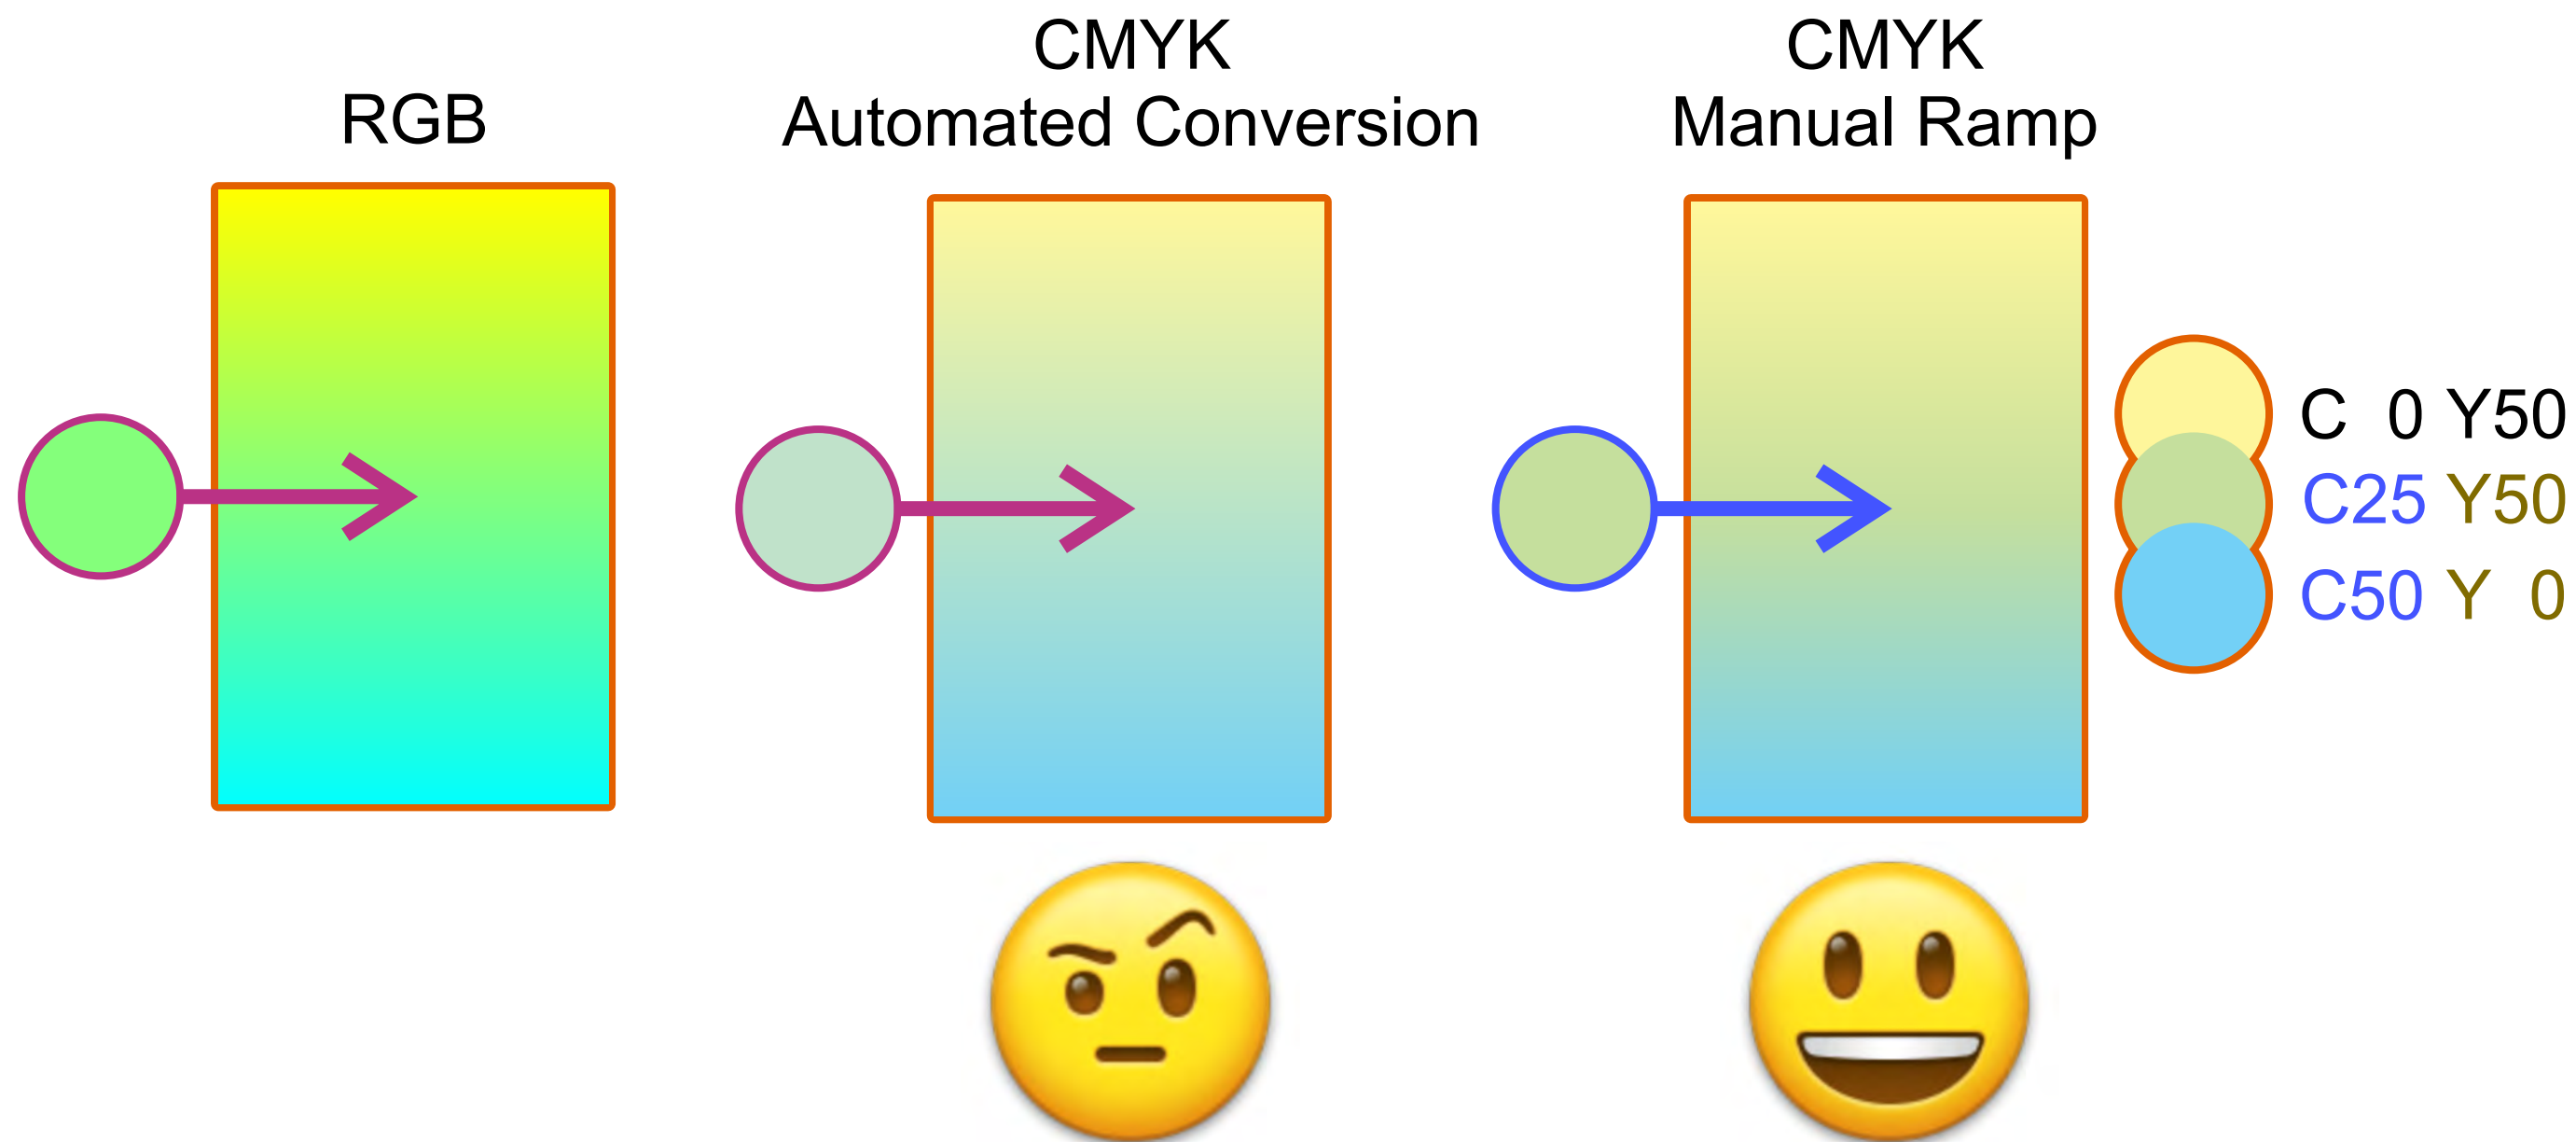 RGB
CMYK
Automated Conversion
CMYK
Manual Ramp
C 0 Y50
C25 Y50
C50 Y 0